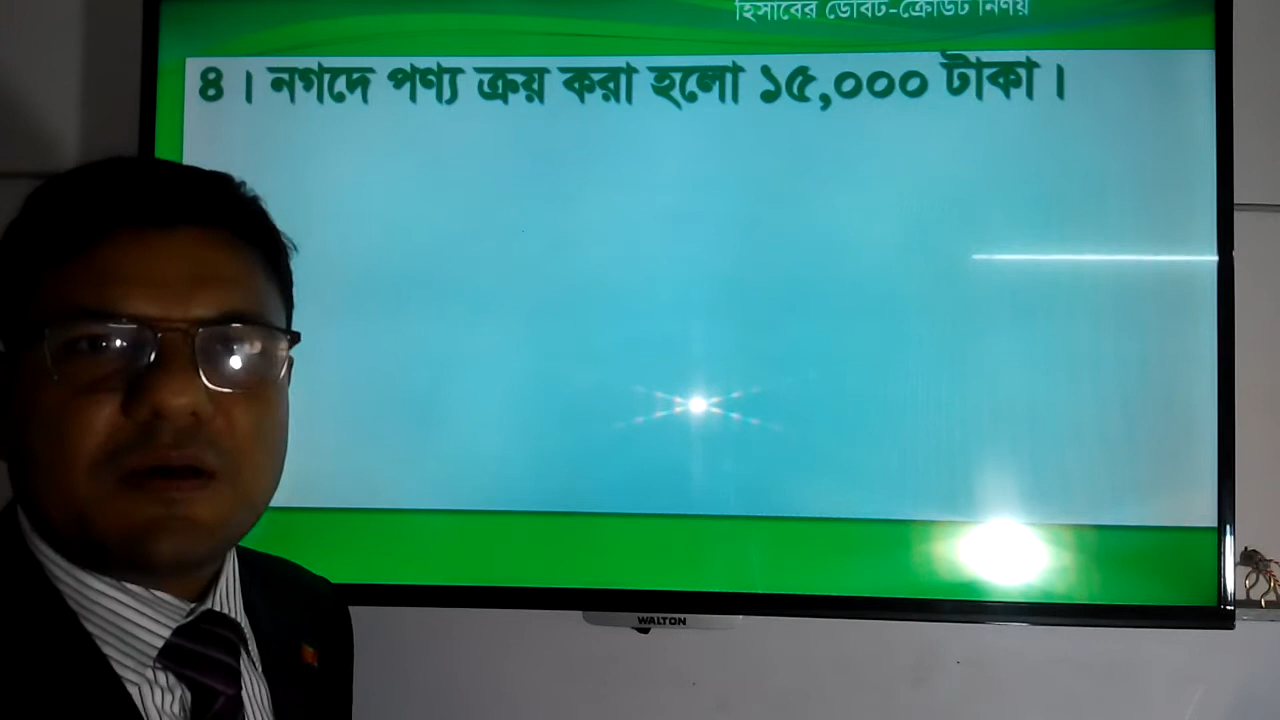 হিসাবের ডেবিট-ক্রেডিট নির্ণয়
৪। নগদে পণ্য ক্রয় করা হলো ১৫,০০০ টাকা।
WALTON